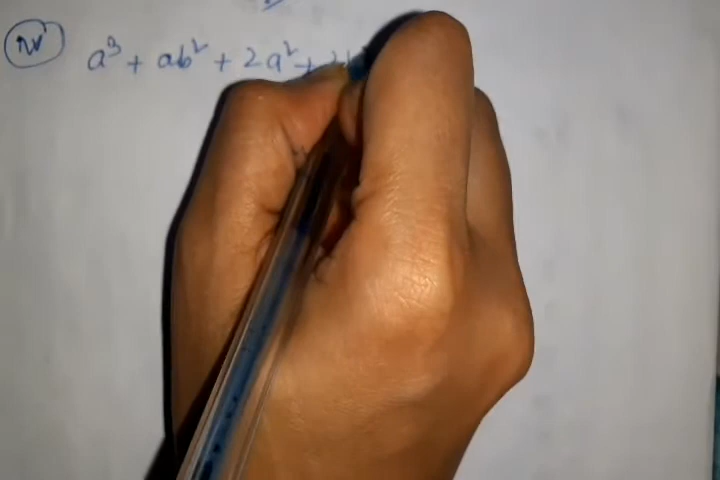 (iv) a³ + ab² + 2a² +